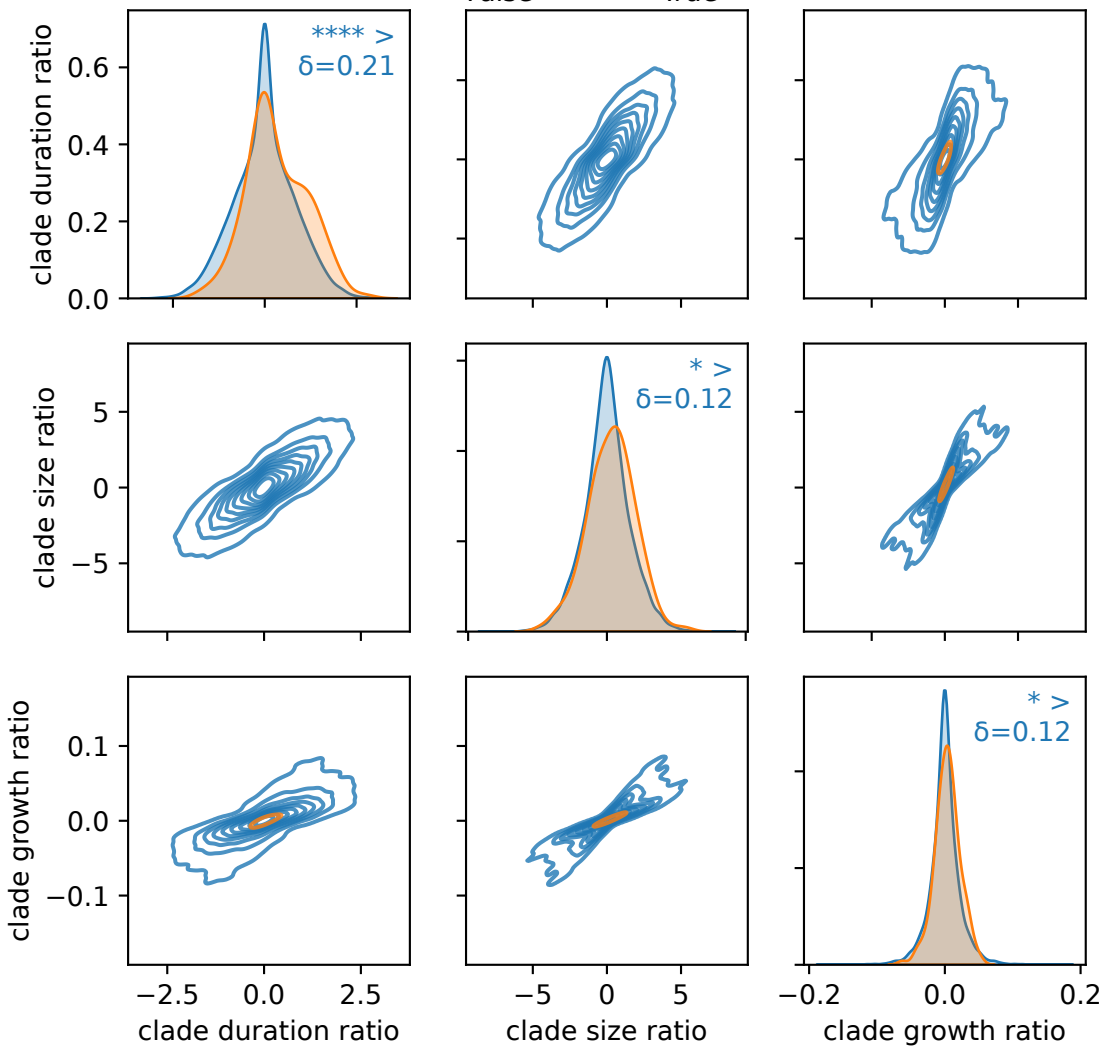 clade duration ratio
0.6
0.4
0.2
0.0
**** >
δ=0.21
clade size ratio
5
0
−5
* >
δ=0.12
clade growth ratio
0.1
0.0
−0.1
* >
δ=0.12
−2.5 0.0 2.5
clade duration ratio
−5 0 5
clade size ratio
−0.2 0.0 0.2
clade growth ratio